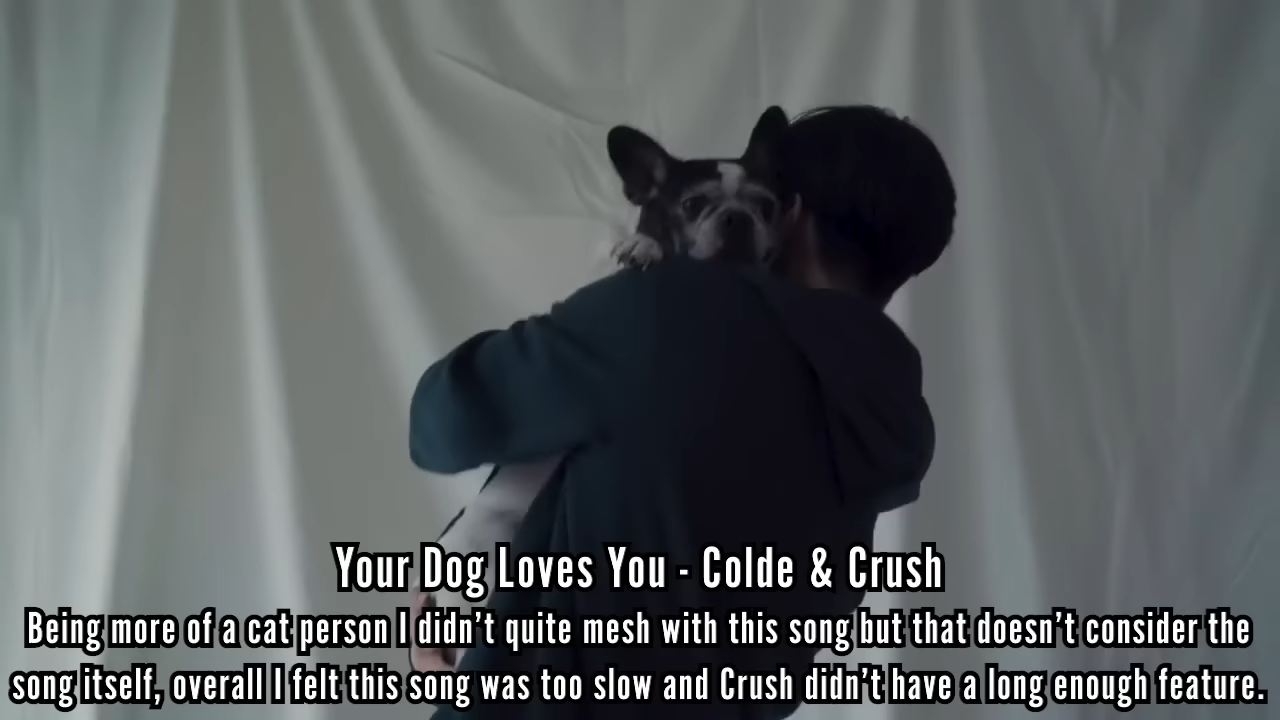 Your Dog Loves You - Colde & Crush
Being more of a cat person I didn't quite mesh with this song but that doesn't consider the
song itself, overall I felt this song was too slow and Crush didn't have a long enough feature.